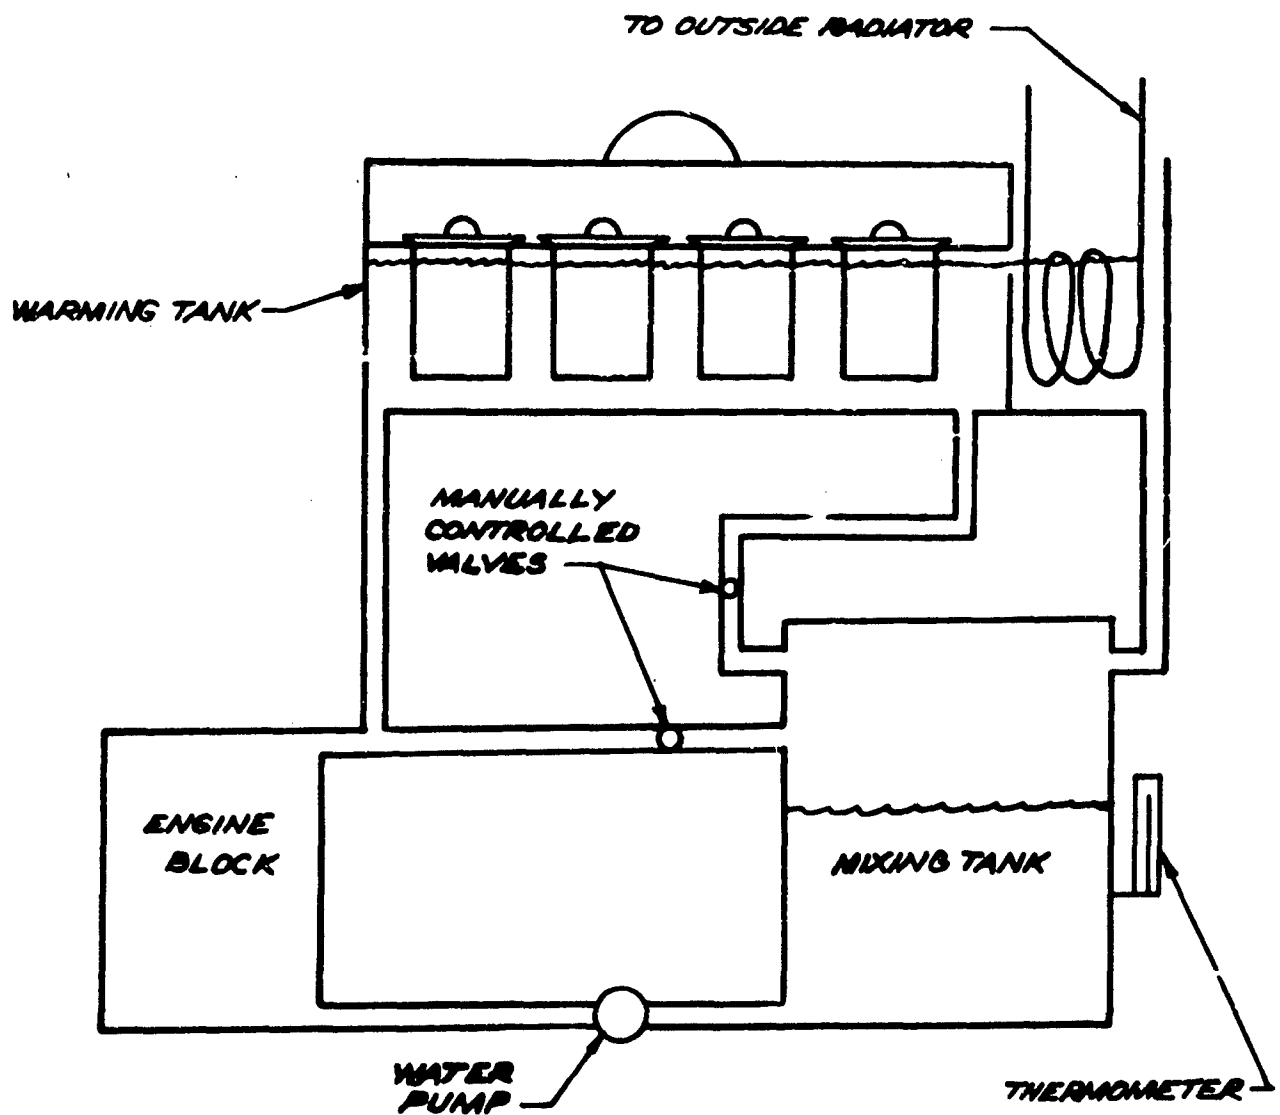 TO OUTSIDE RADIATOR
WARMING TANK
MANUALLY
CONTROLLED
VALVES
ENGINE
BLOCK
MIXING TANK
WATER
PUMP
THERMOMETER